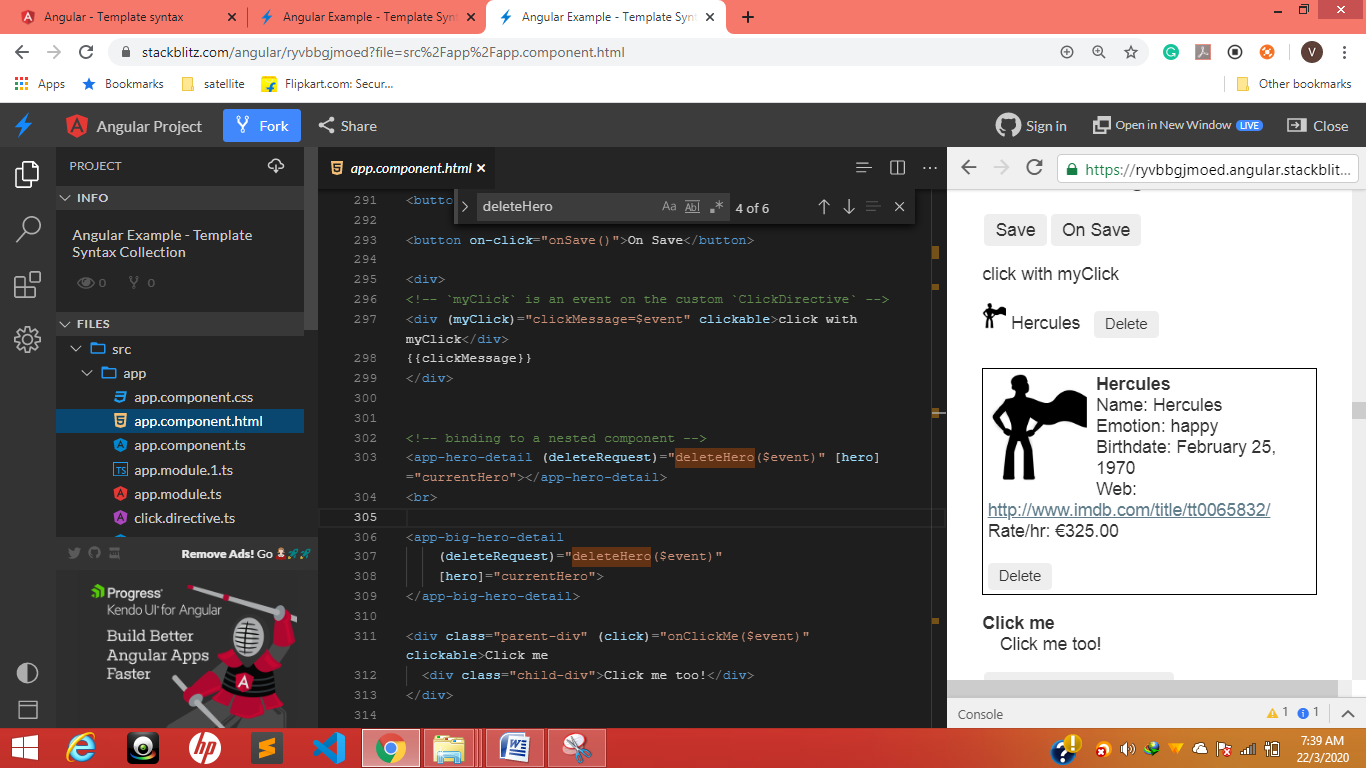 Angular - Template syntax
Angular Example - Template Synt
Angular Example - Template Synt
stackblitz.com/angular/ryvbbgjmoed?file=src%2Fapp%2Fapp.component.html
V
Apps
Bookmarks
satellite
Flipkart.com: Secur...
Other bookmarks
Angular Project
Fork
Share
Sign in
Open in New Window LIVE
Close
PROJECT
INFO
Angular Example - Template
Syntax Collection
0 0
FILES
src
app
app.component.css
app.component.html
app.component.ts
app.module.1.ts
app.module.ts
click.directive.ts
Remove Ads! Go
Progress®
Kendo UI® for Angular
Build Better
Angular Apps
Faster
app.component.html
deleteHero
Aa Abl .*
4 of 6
291 <butto
292
293 <button on-click="onSave()">On Save</button>
294
295 <div>
296 <!-- `myClick` is an event on the custom `ClickDirective` -->
297 <div (myClick)="clickMessage=$event" clickable>click with
myClick</div>
298 {{clickMessage}}
299 </div>
300
301
302 <!-- binding to a nested component -->
303 <app-hero-detail (deleteRequest)="deleteHero($event)" [hero]
="currentHero"></app-hero-detail>
304 <br>
305
306 <app-big-hero-detail
307 (deleteRequest)="deleteHero($event)"
308 [hero]="currentHero">
309 </app-big-hero-detail>
310
311 <div class="parent-div" (click)="onClickMe($event)"
clickable>Click me
312 <div class="child-div">Click me too!</div>
313 </div>
314
https://ryvbbgjmoed.angular.stackblitz...
Save
On Save
click with myClick
Hercules
Delete
Hercules
Name: Hercules
Emotion: happy
Birthdate: February 25,
1970
Web:
http://www.imdb.com/title/tt0065832/
Rate/hr: €325.00
Delete
Click me
Click me too!
Console
1 1
7:39 AM
22/3/2020